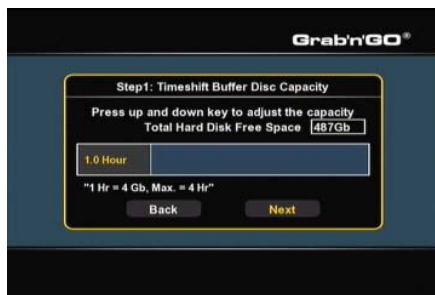 Grab'n'GO®
Step1: Timeshift Buffer Disc Capacity
Press up and down key to adjust the capacity
Total Hard Disk Free Space 487Gb
1.0 Hour
"1 Hr = 4 Gb, Max. = 4 Hr"
Back Next